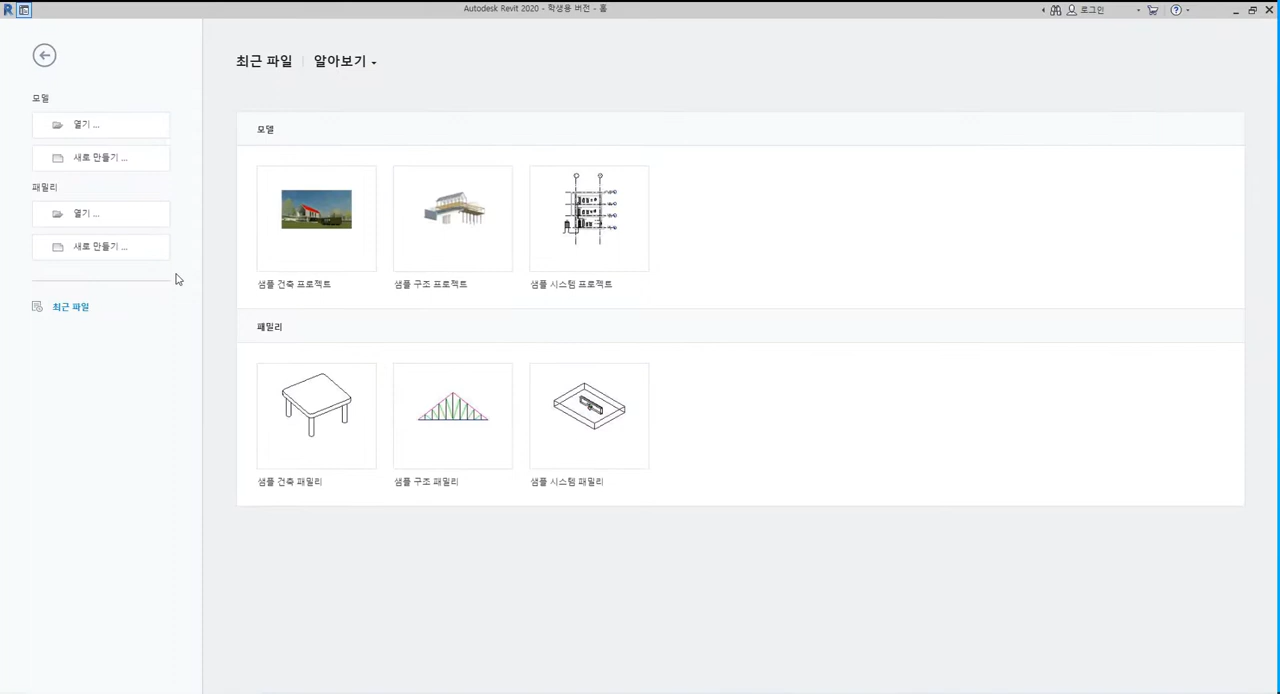 Autodesk Revit 2020 - 학생용 버전 - 홈
로그인
모델
열기 ...
새로 만들기 ...
패밀리
열기 ...
새로 만들기 ...
최근 파일
최근 파일
알아보기
모델
샘플 건축 프로젝트
샘플 구조 프로젝트
샘플 시스템 프로젝트
패밀리
샘플 건축 패밀리
샘플 구조 패밀리
샘플 시스템 패밀리